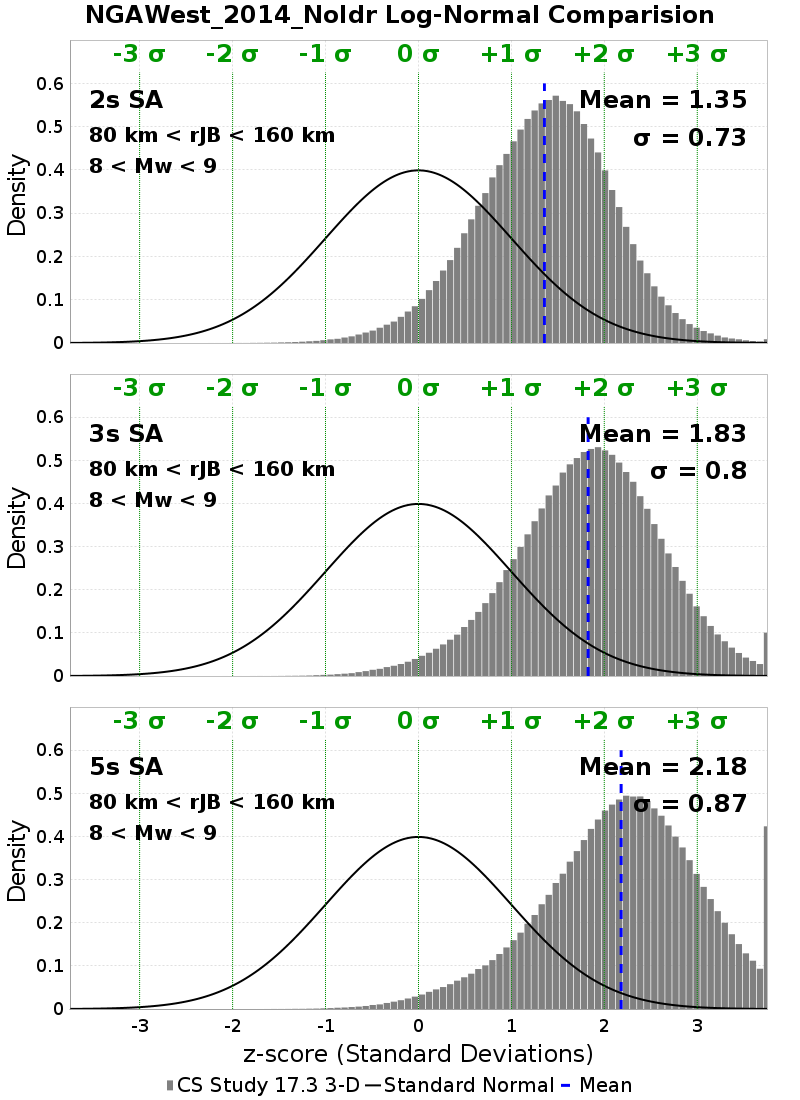 NGAWest_2014_NoIdr Log-Normal Comparision
-3 σ -2 σ -1 σ 0 σ +1 σ +2 σ +3 σ
0.6
2s SA Mean = 1.35
0.5
80 km < rJB < 160 km σ = 0.73
8 < Mw < 9
0.4
Density
0.3
0.2
0.1
0
-3 σ -2 σ -1 σ 0 σ +1 σ +2 σ +3 σ
0.6
3s SA Mean = 1.83
0.5
80 km < rJB < 160 km σ = 0.8
8 < Mw < 9
0.4
Density
0.3
0.2
0.1
0
-3 σ -2 σ -1 σ 0 σ +1 σ +2 σ +3 σ
0.6
5s SA Mean = 2.18
0.5
80 km < rJB < 160 km σ = 0.87
8 < Mw < 9
0.4
Density
0.3
0.2
0.1
0
-3 -2 -1 0 1 2 3
z-score (Standard Deviations)
CS Study 17.3 3-D Standard Normal Mean